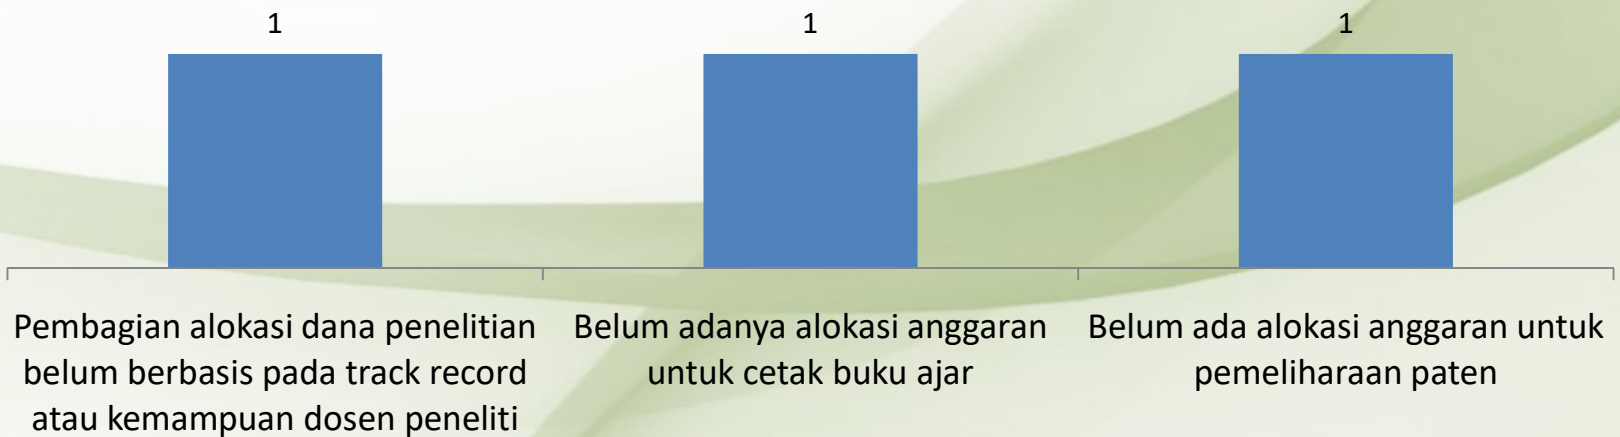 1
1
1
Pembagian alokasi dana penelitian
belum berbasis pada track record
atau kemampuan dosen peneliti
Belum adanya alokasi anggaran
untuk cetak buku ajar
Belum ada alokasi anggaran untuk
pemeliharaan paten